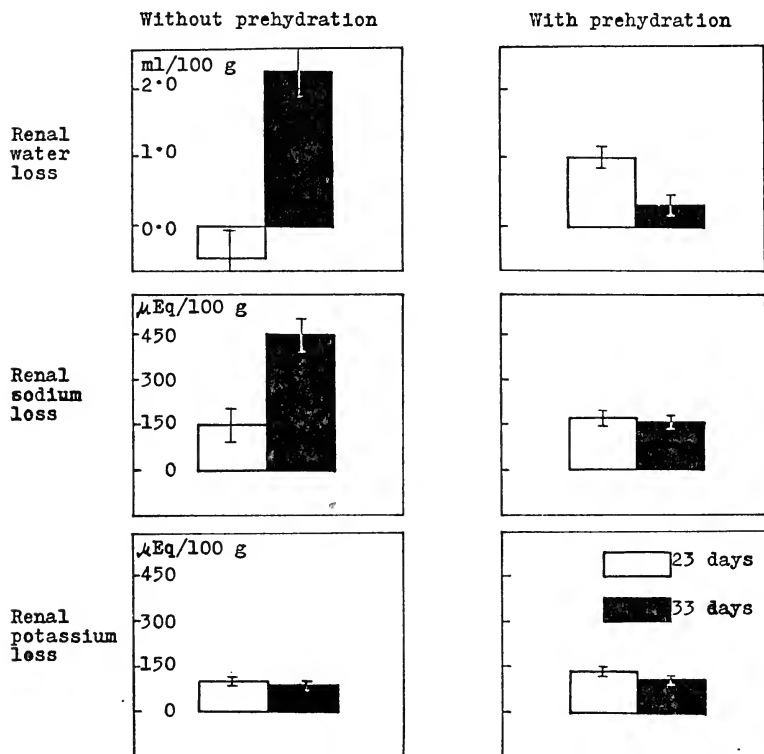 Without prehydration
With prehydration
ml/100 g
2·0
1·0
0·0
Renal
water
loss
μEq/100 g
450
300
150
0
Renal
sodium
loss
μEq/100 g
450
300
150
0
Renal
potassium
loss
23 days
33 days